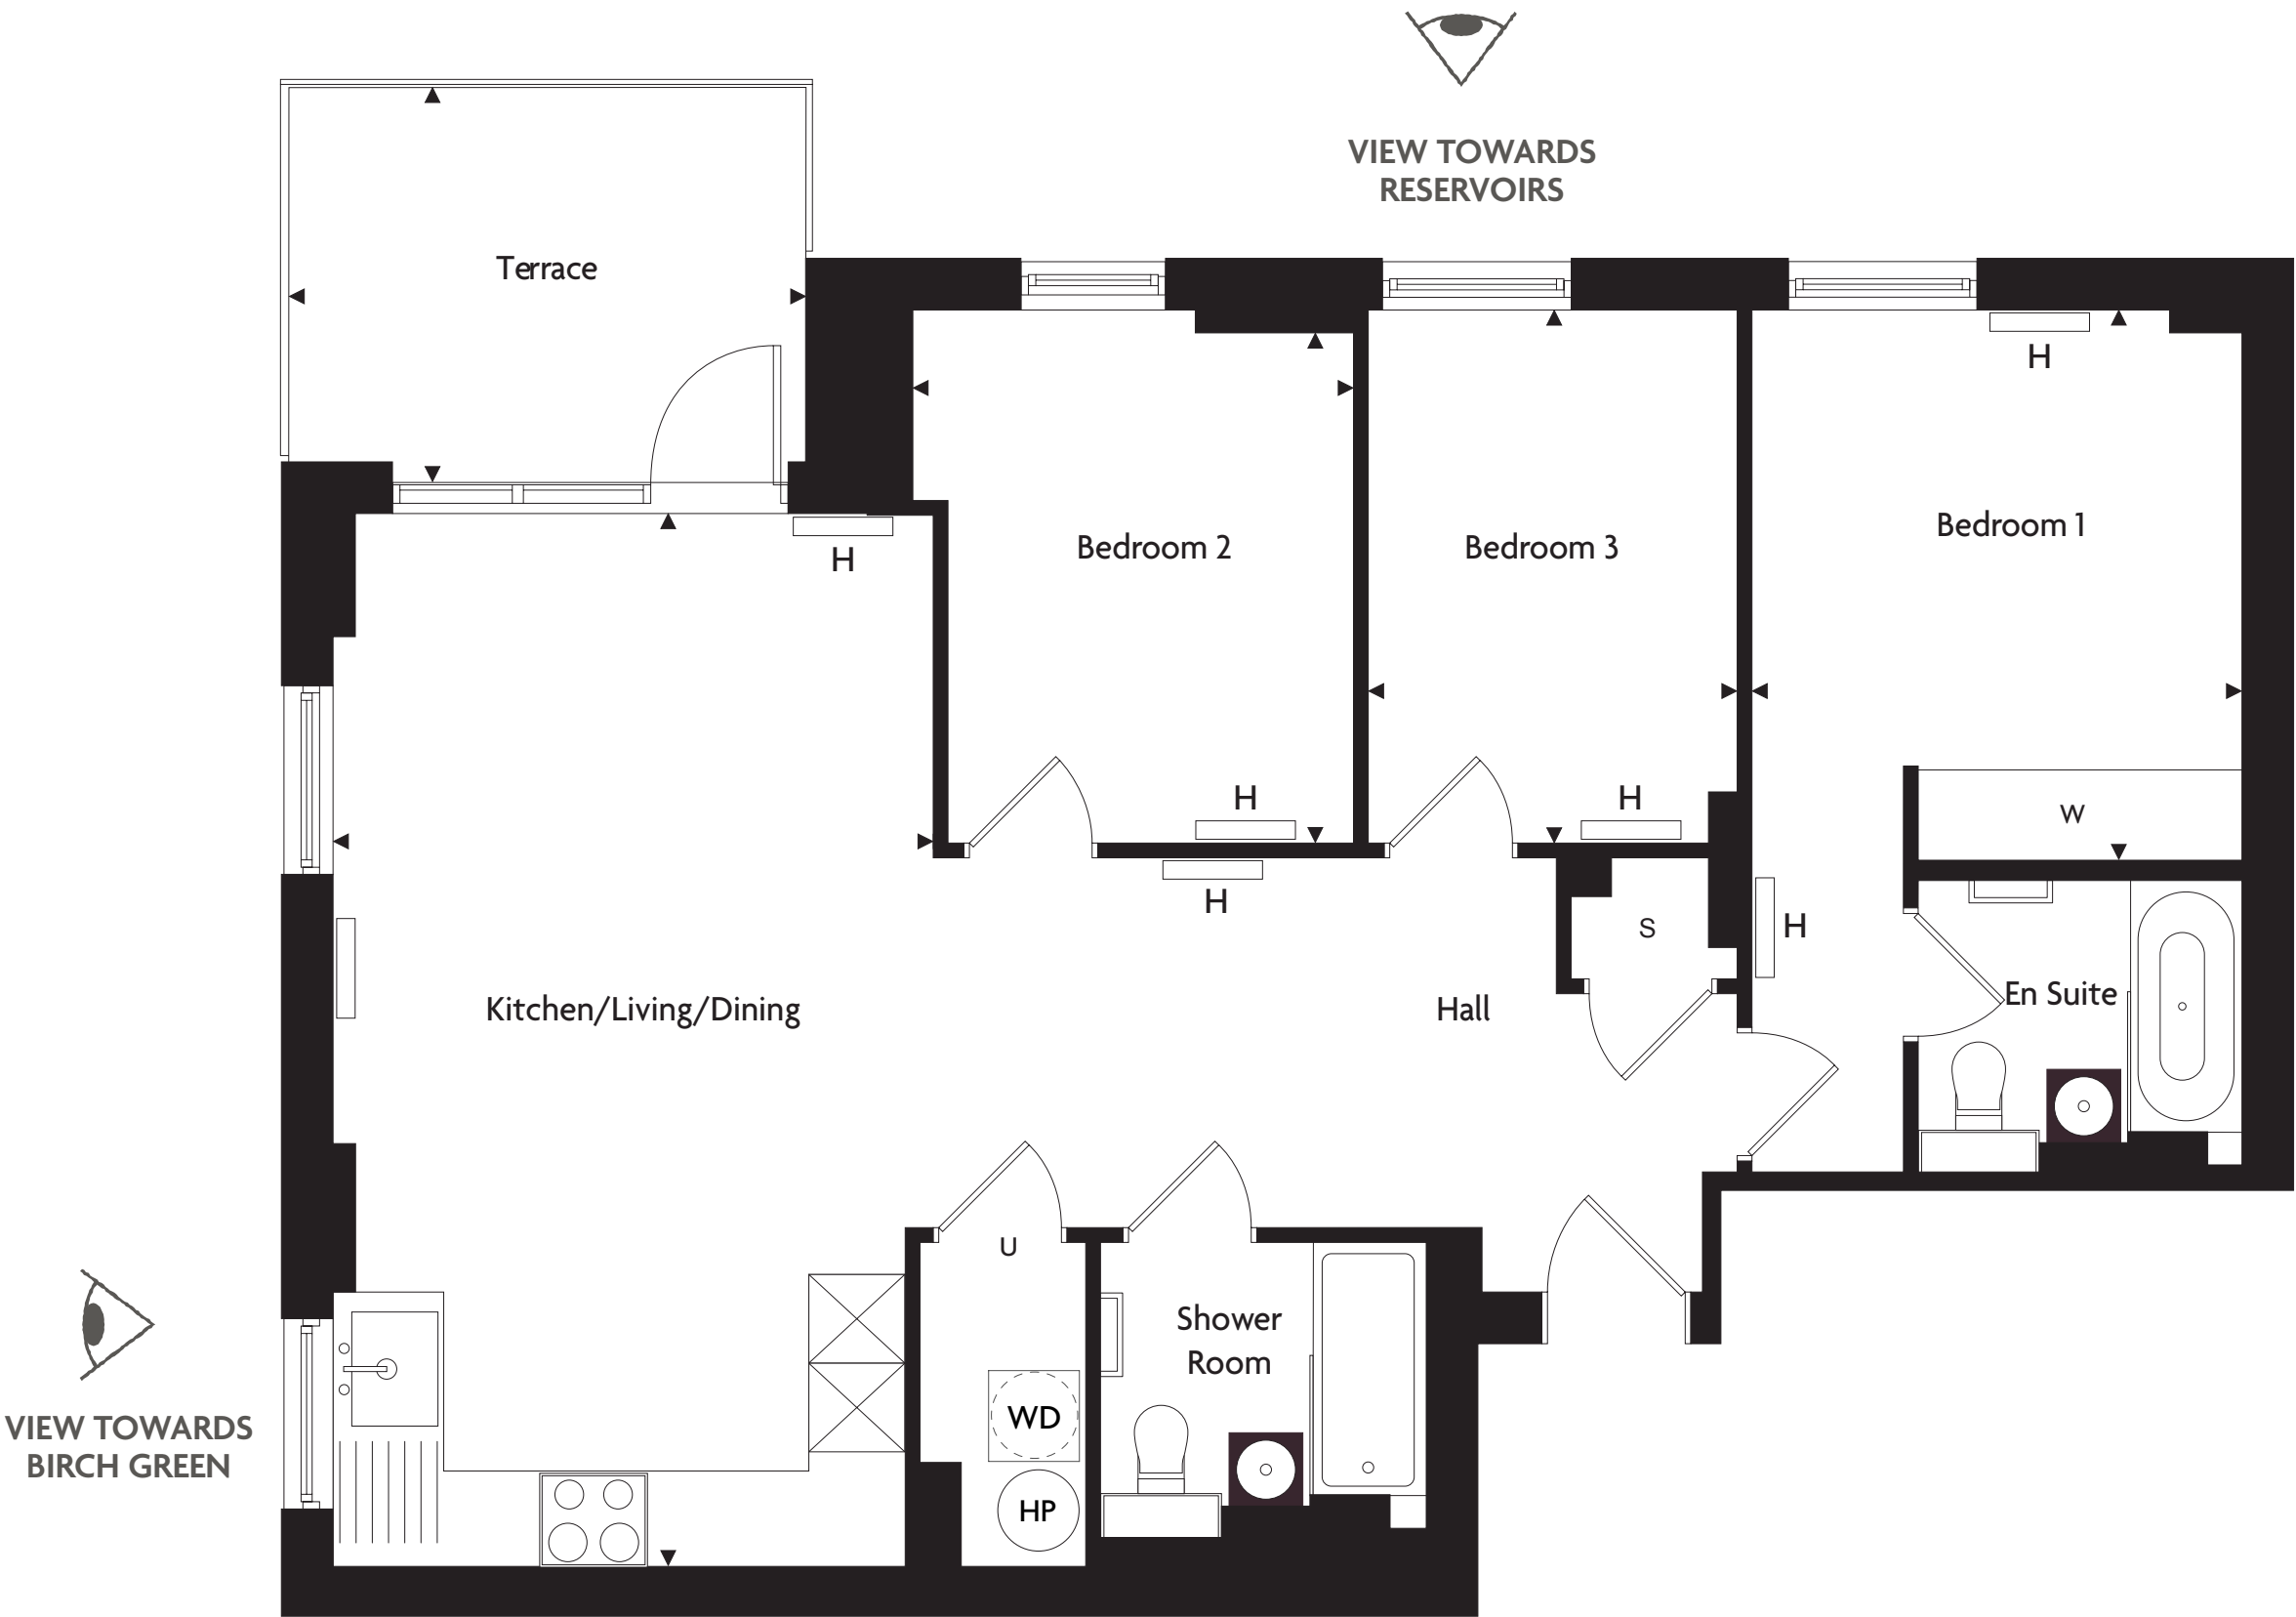 VIEW TOWARDS
RESERVOIRS
Terrace
H
H
Bedroom 1
Bedroom 2
Bedroom 3
H
H
W
H
H
S
En Suite
Kitchen/Living/Dining
Hall
U
Shower
Room
WD
HP
VIEW TOWARDS
BIRCH GREEN